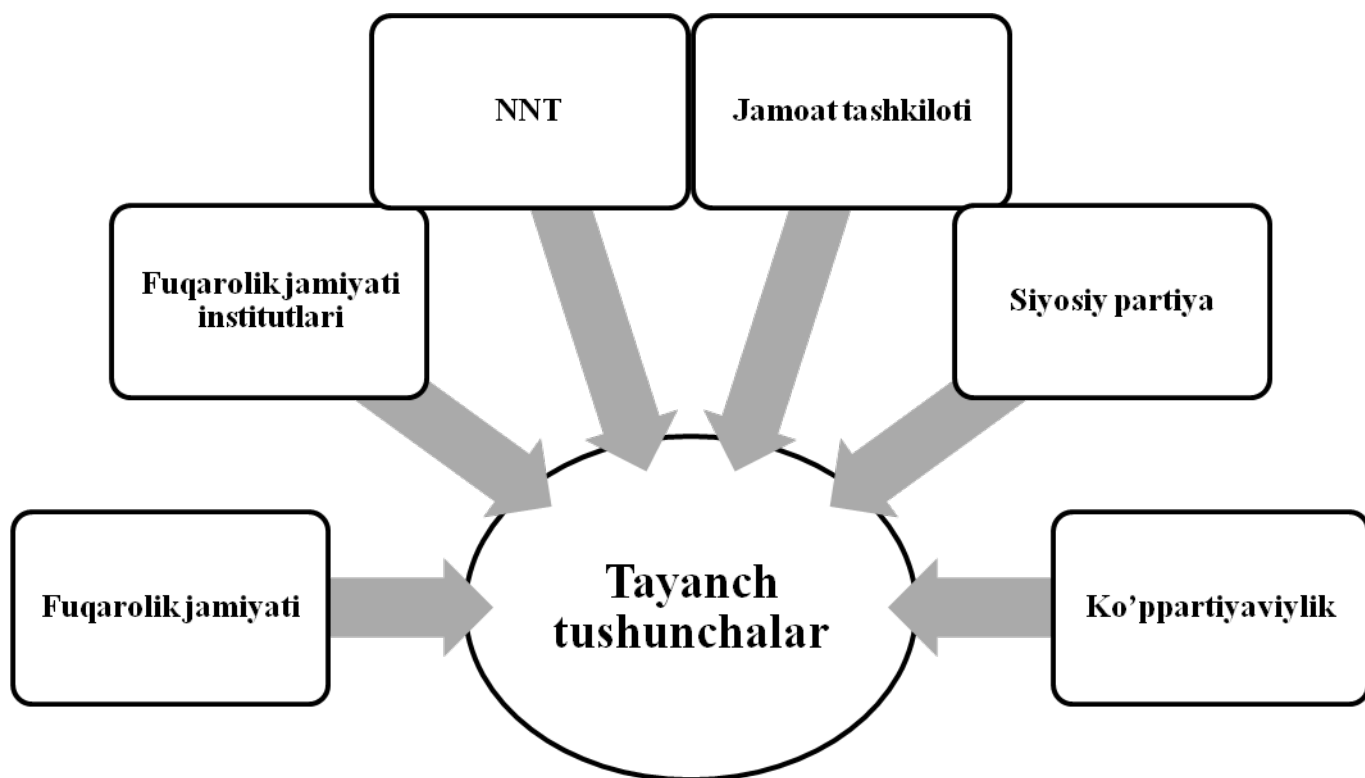 NNT
Jamoat tashkiloti
Fuqarolik jamiyati
institutlari
Siyosiy partiya
Fuqarolik jamiyati
Tayanch
tushunchalar
Ko’ppartiyaviylik